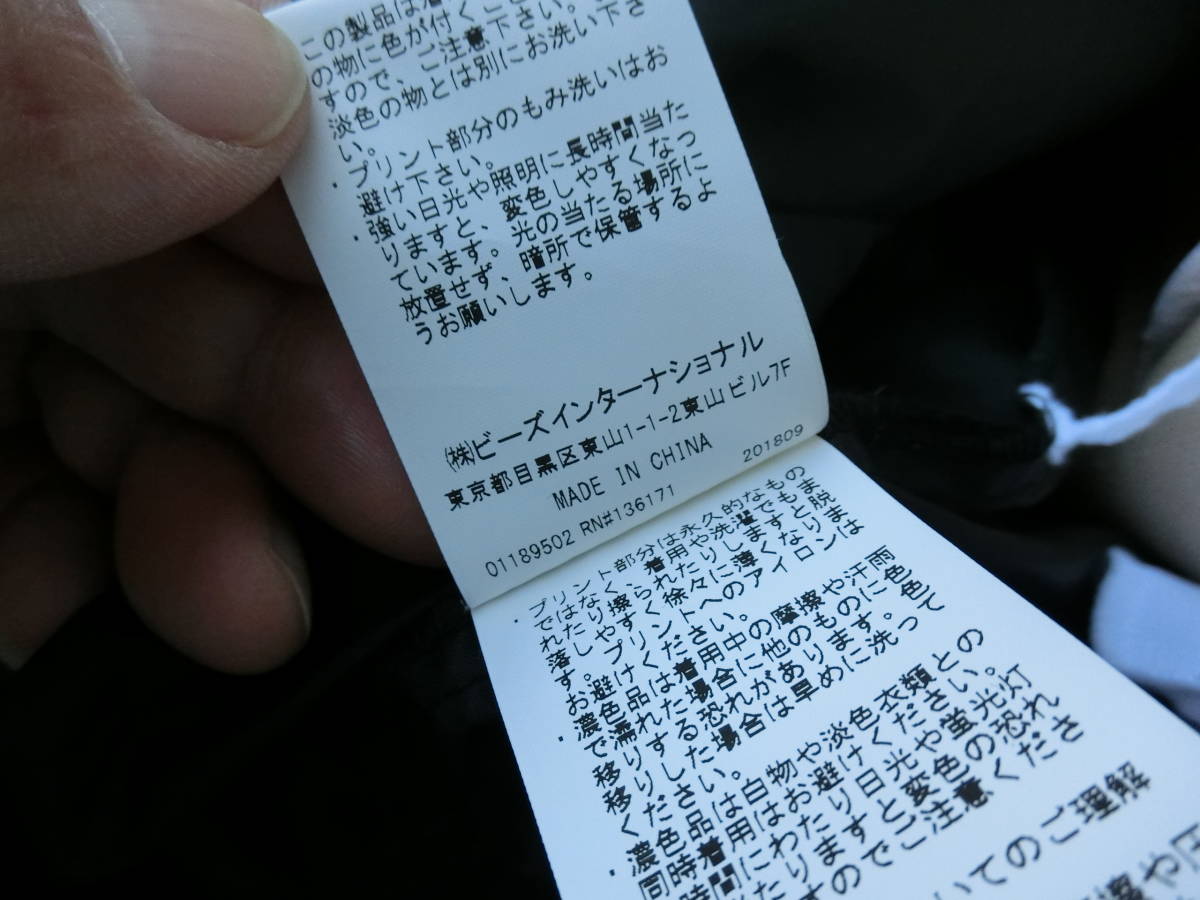 この製品は着
の物に色が付くこと
すので、ご注意下さい。
淡色の物とは別にお洗い下さ
い。
・プリント部分のもみ洗いはお
避け下さい。
・強い日光や照明に長時間当た
りますと、変色しやすくなっ
ています。光の当たる場所に
放置せず、暗所で保管するよ
うお願いします。
㈱ビーズインターナショナル
東京都目黒区東山1-1-2東山ビル7F
MADE IN CHINA
01189502 RN#136171 201809
・プリント部分は永久的なもの
ではなく、着用や洗濯でもま
れたり擦られたりしますと脱
落しやすく徐々に薄くなりま
す。プリントへのアイロンは
お避けください。
・濃色品は着用中の摩擦や汗雨
で濡れた場合に他のものに色
移りする恐れがあります。色
移りした場合は早めに洗って
ください。
・濃色品は白物や淡色衣類との
同時着用はお避けください。
時間にわたり日光や蛍光灯
たりますと変色の恐れ
すのでご注意くださ
いてのご理解
擦や圧